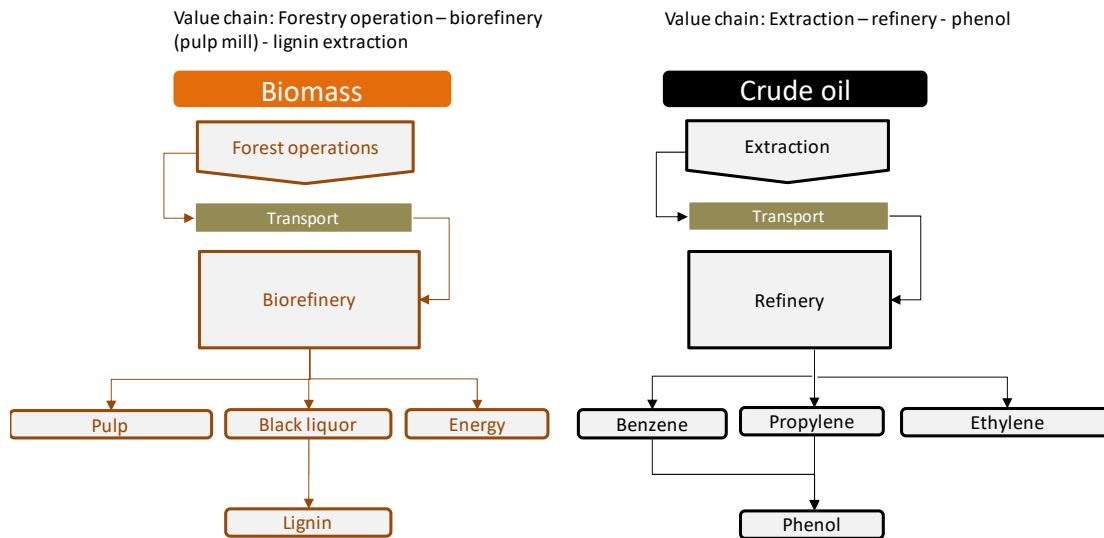 Value chain: Forestry operation – biorefinery
(pulp mill) - lignin extraction
Biomass
Forest operations
Transport
Biorefinery
Pulp
Black liquor
Energy
Lignin
Value chain: Extraction – refinery - phenol
Crude oil
Extraction
Transport
Refinery
Benzene
Propylene
Ethylene
Phenol